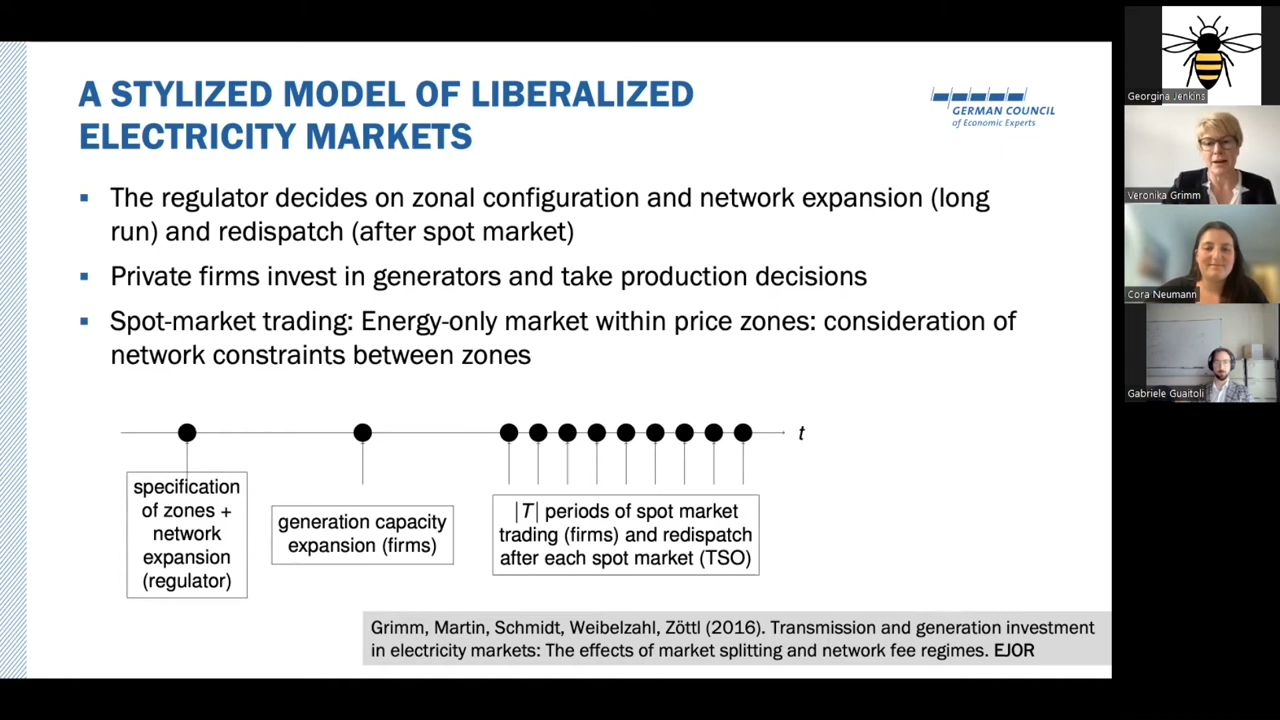 A STYLIZED MODEL OF LIBERALIZED
ELECTRICITY MARKETS
GERMAN COUNCIL
of Economic Experts
▪ The regulator decides on zonal configuration and network expansion (long
run) and redispatch (after spot market)
▪ Private firms invest in generators and take production decisions
▪ Spot-market trading: Energy-only market within price zones: consideration of
network constraints between zones
t
specification
of zones +
network
expansion
(regulator)
generation capacity
expansion (firms)
|T| periods of spot market
trading (firms) and redispatch
after each spot market (TSO)
Grimm, Martin, Schmidt, Weibelzahl, Zöttl (2016). Transmission and generation investment
in electricity markets: The effects of market splitting and network fee regimes. EJOR
Georgina Jenkins
Veronika Grimm
Cora Neumann
Gabriele Guaitoli